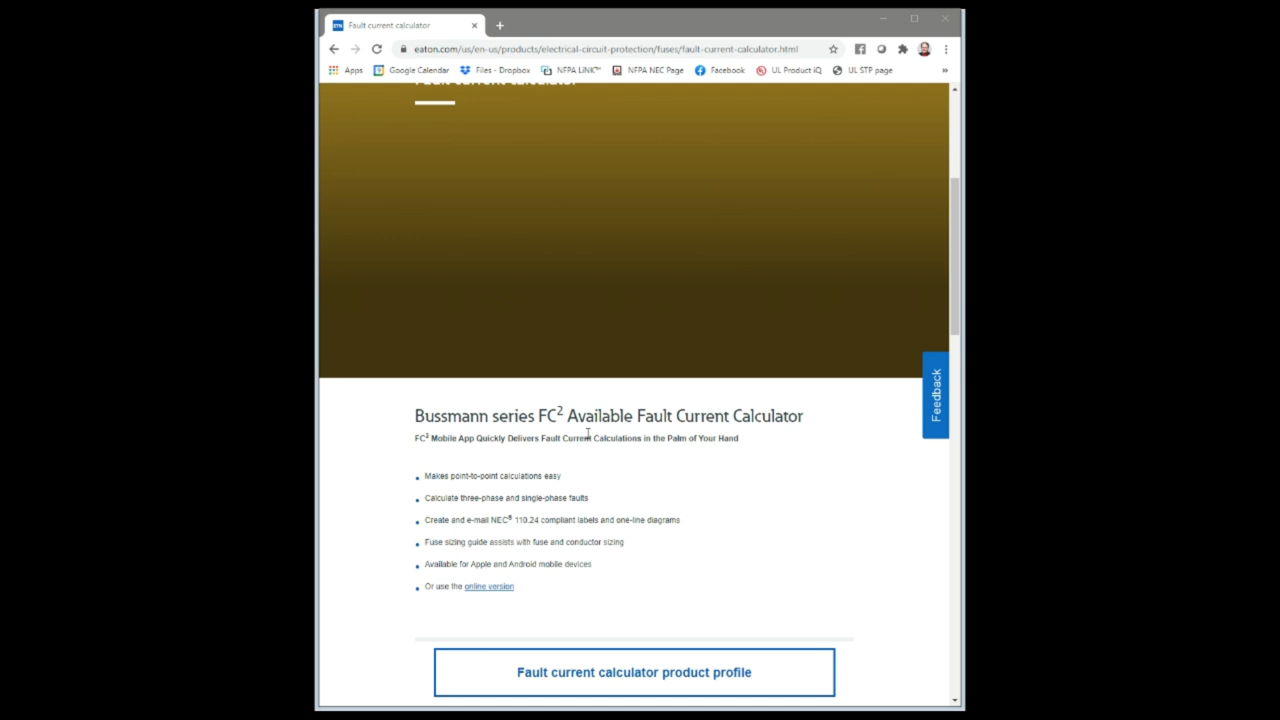 Fault current calculator
eaton.com/us/en-us/products/electrical-circuit-protection/fuses/fault-current-calculator.html
Apps Google Calendar Files - Dropbox NFPA LiNK™ NFPA NEC Page Facebook UL Product iQ UL STP page »
Fault current calculator
Feedback
Bussmann series FC² Available Fault Current Calculator
FC² Mobile App Quickly Delivers Fault Current Calculations in the Palm of Your Hand
• Makes point-to-point calculations easy
• Calculate three-phase and single-phase faults
• Create and e-mail NEC® 110.24 compliant labels and one-line diagrams
• Fuse sizing guide assists with fuse and conductor sizing
• Available for Apple and Android mobile devices
• Or use the online version
Fault current calculator product profile